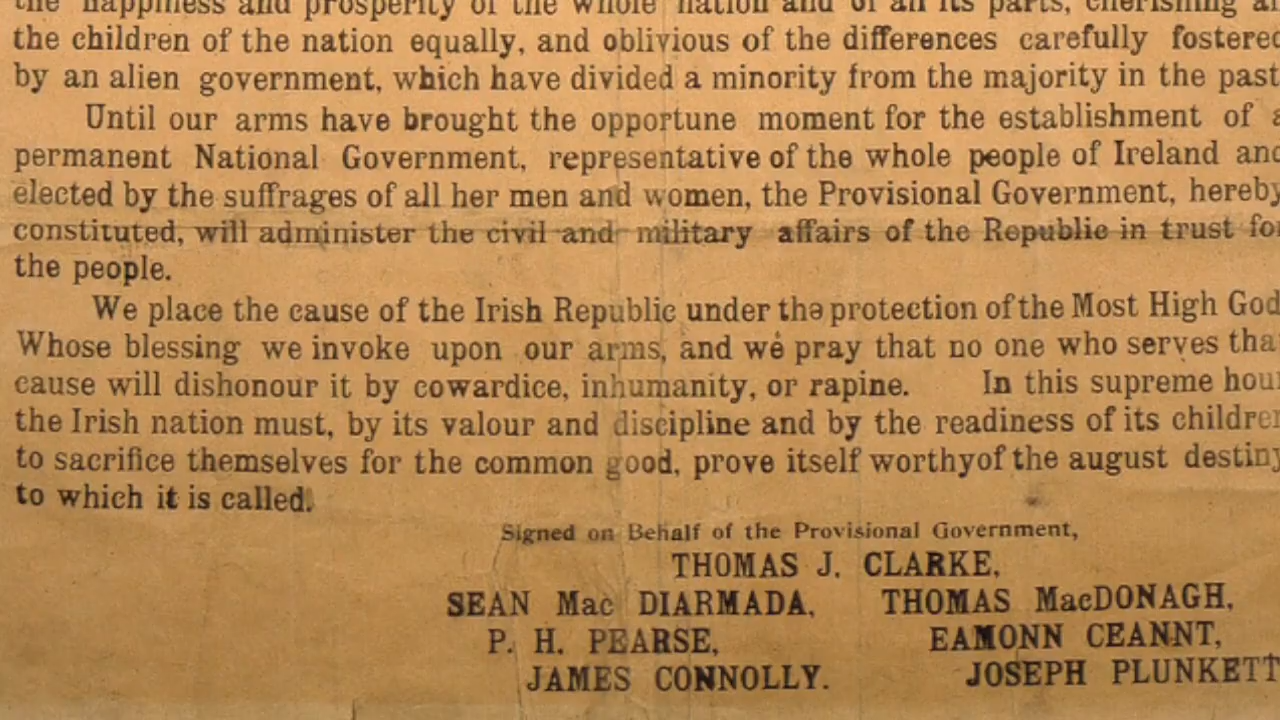 the happiness and prosperity of the whole nation and of all its parts, cherishing al
the children of the nation equally, and oblivious of the differences carefully fostered
by an alien government, which have divided a minority from the majority in the past
Until our arms have brought the opportune moment for the establishment of a
permanent National Government, representative of the whole people of Ireland and
elected by the suffrages of all her men and women, the Provisional Government, hereby
constituted, will administer the civil and military affairs of the Republic in trust for
the people.
We place the cause of the Irish Republic under the protection of the Most High God
Whose blessing we invoke upon our arms, and we pray that no one who serves that
cause will dishonour it by cowardice, inhumanity, or rapine. In this supreme hour
the Irish nation must, by its valour and discipline and by the readiness of its children
to sacrifice themselves for the common good, prove itself worthy of the august destiny
to which it is called.
Signed on Behalf of the Provisional Government,
THOMAS J. CLARKE,
SEAN Mac DIARMADA, THOMAS MacDONAGH,
P. H. PEARSE, EAMONN CEANNT,
JAMES CONNOLLY. JOSEPH PLUNKETT